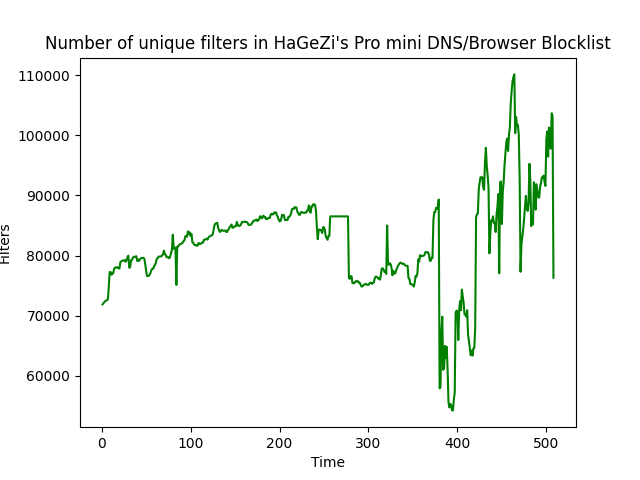 Number of unique filters in HaGeZi's Pro mini DNS/Browser Blocklist
110000
100000
90000
80000
70000
60000
Filters
0 100 200 300 400 500
Time